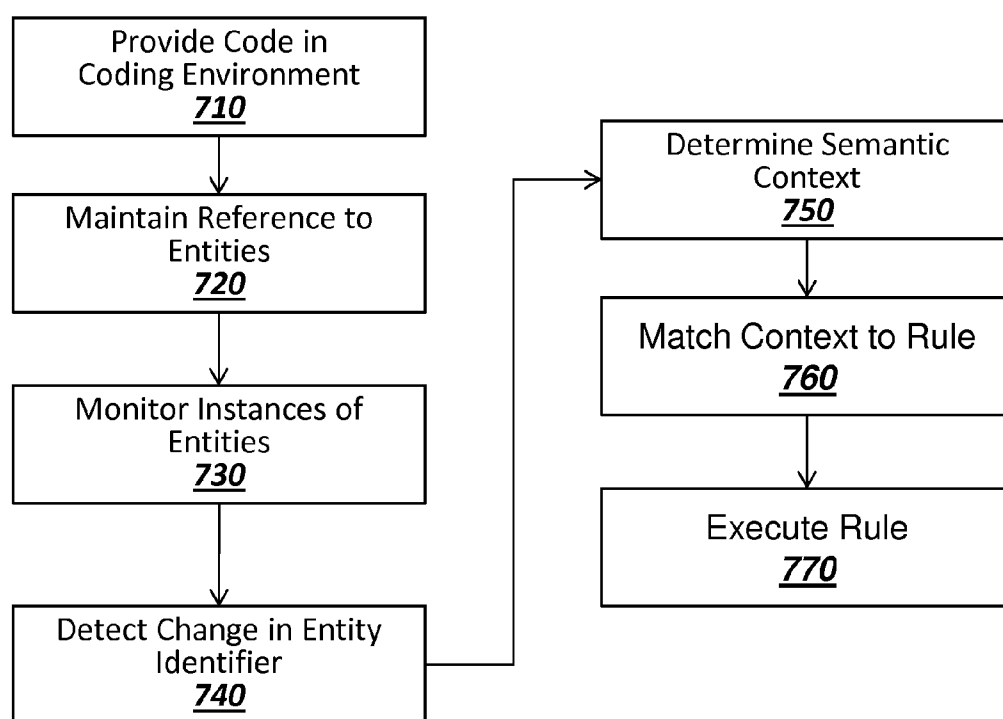 Provide Code in
Coding Environment
710
Maintain Reference to
Entities
720
Monitor Instances of
Entities
730
Detect Change in Entity
Identifier
740
Determine Semantic
Context
750
Match Context to Rule
760
Execute Rule
770